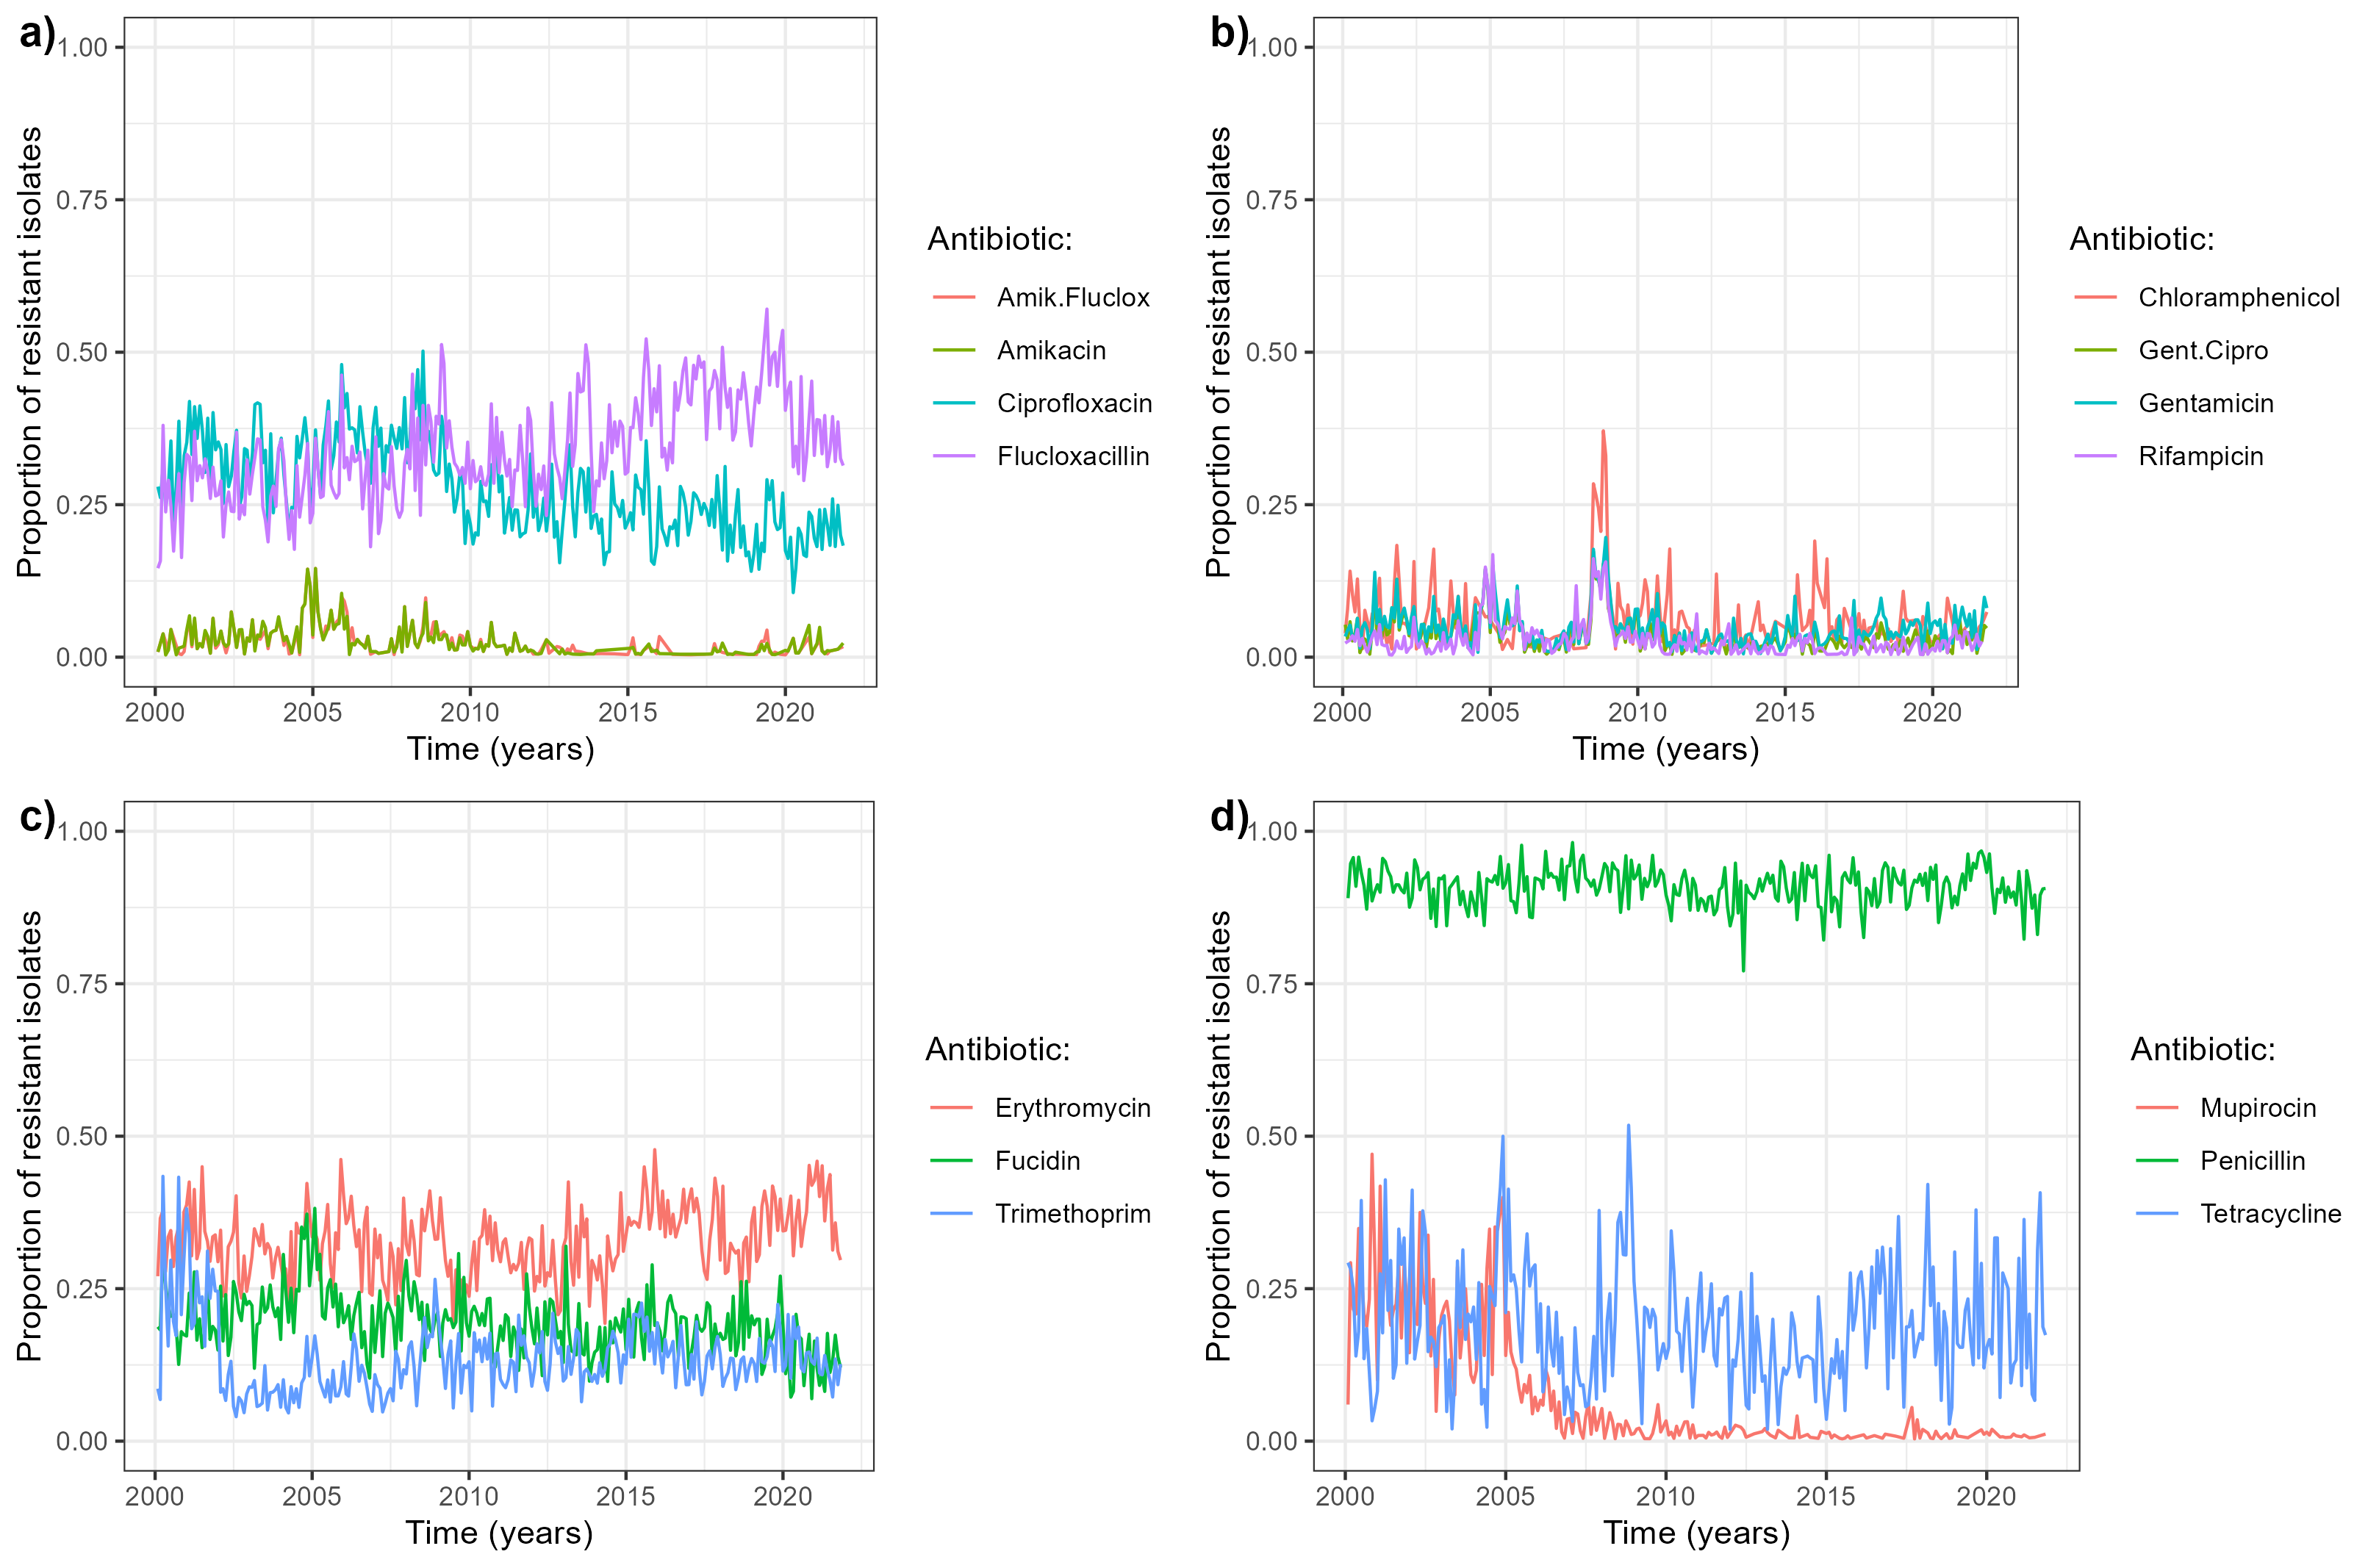 a)
1.00
0.75
0.50
0.25
0.00
Proportion of resistant isolates
2000 2005 2010 2015 2020
Time (years)
Antibiotic:
Amik.Fluclox
Amikacin
Ciprofloxacin
Flucloxacillin
b)
1.00
0.75
0.50
0.25
0.00
Proportion of resistant isolates
2000 2005 2010 2015 2020
Time (years)
Antibiotic:
Chloramphenicol
Gent.Cipro
Gentamicin
Rifampicin
c)
1.00
0.75
0.50
0.25
0.00
Proportion of resistant isolates
2000 2005 2010 2015 2020
Time (years)
Antibiotic:
Erythromycin
Fucidin
Trimethoprim
d)
1.00
0.75
0.50
0.25
0.00
Proportion of resistant isolates
2000 2005 2010 2015 2020
Time (years)
Antibiotic:
Mupirocin
Penicillin
Tetracycline